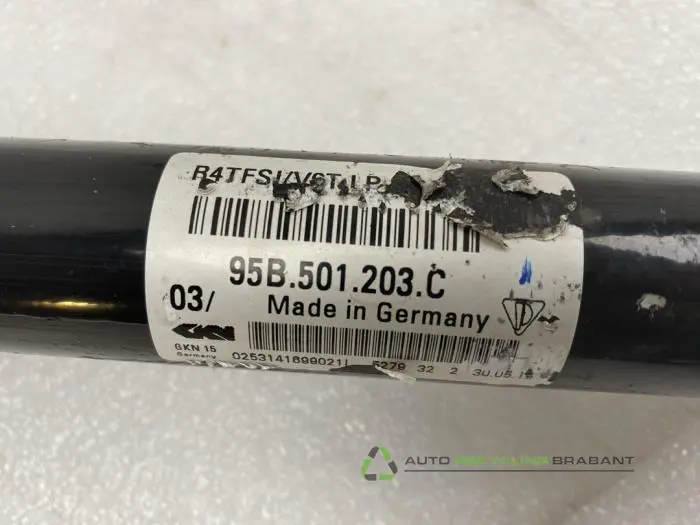 R4TFSI/V6T LP
95B.501.203.C
03/ Made in Germany
GKN
GKN 15
Germany
5279 32 2 30.05.1
AUTO RECYCLING BRABANT